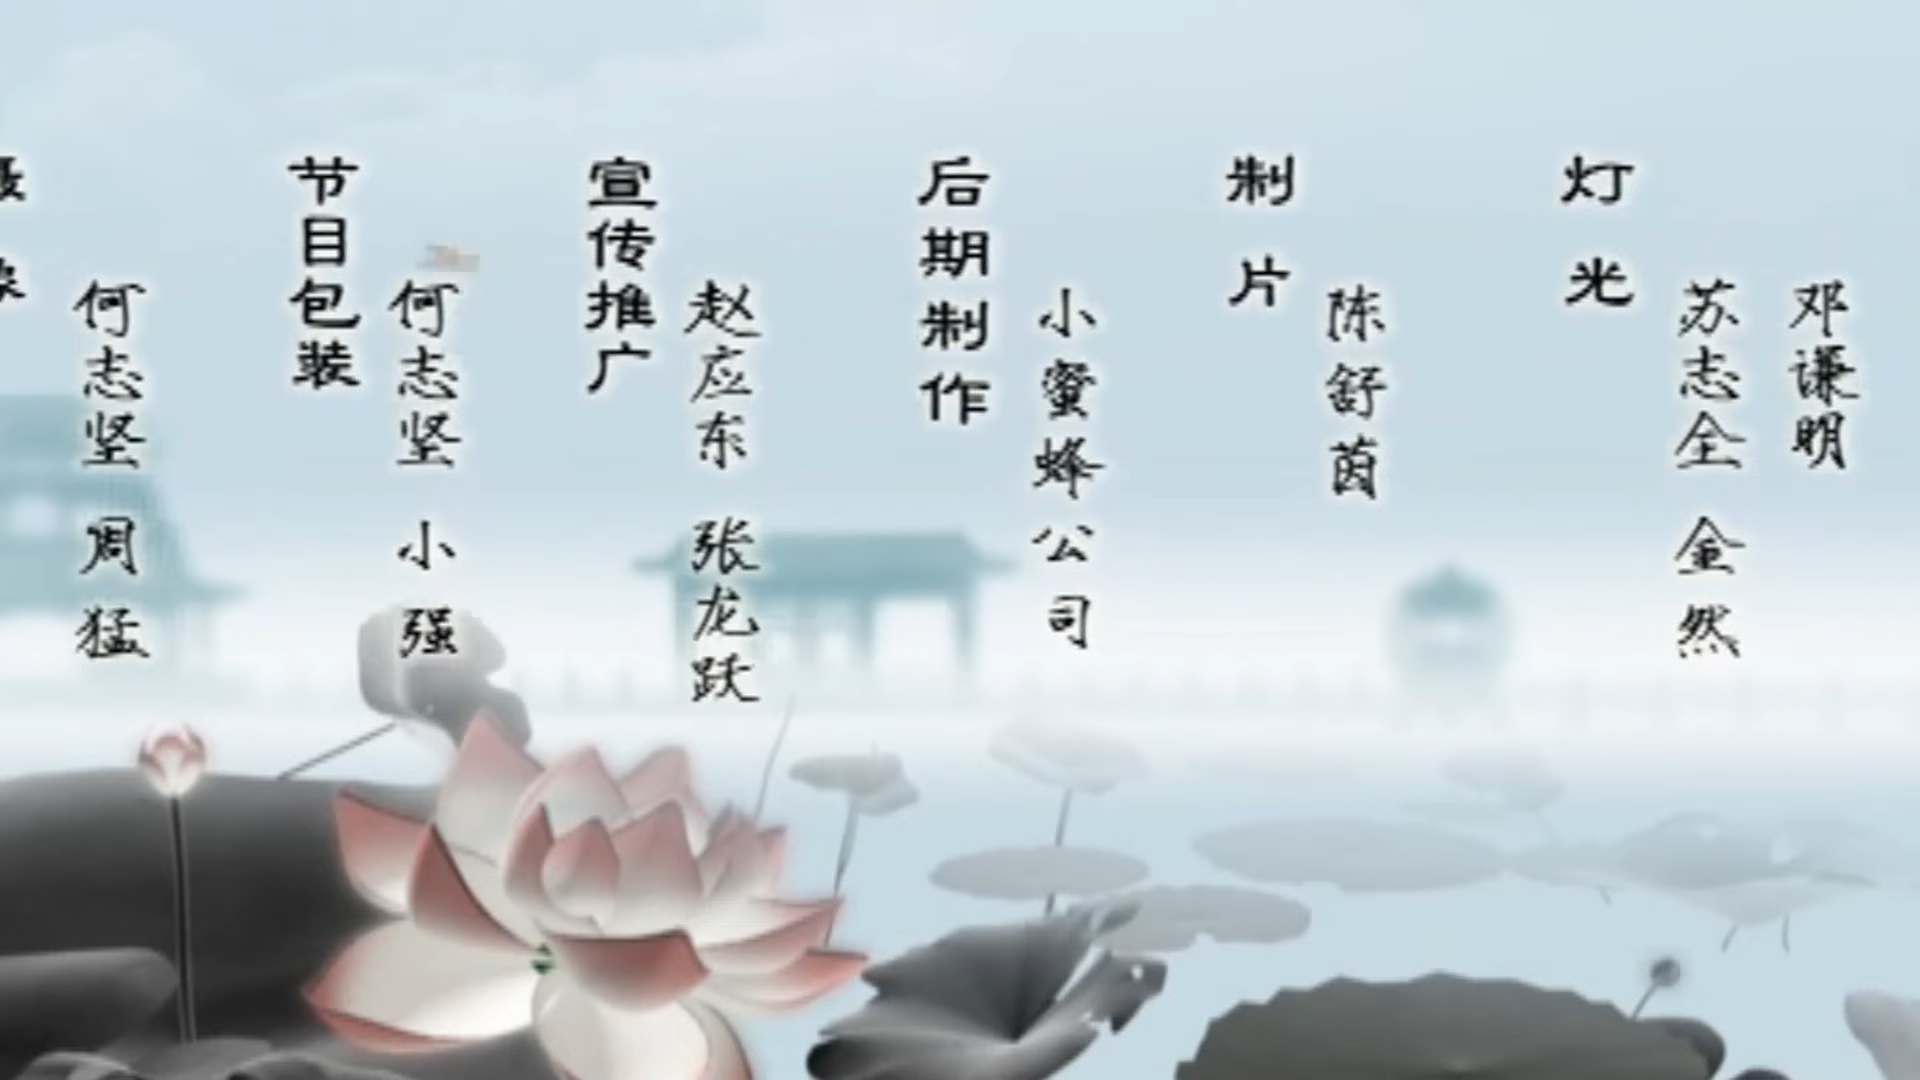 何志坚 周猛
节目包装
何志坚 小强
宣传推广
赵应东 张龙跃
后期制作
小蜜蜂公司
制片
陈舒茵
灯光
苏志全 金然
邓谦明